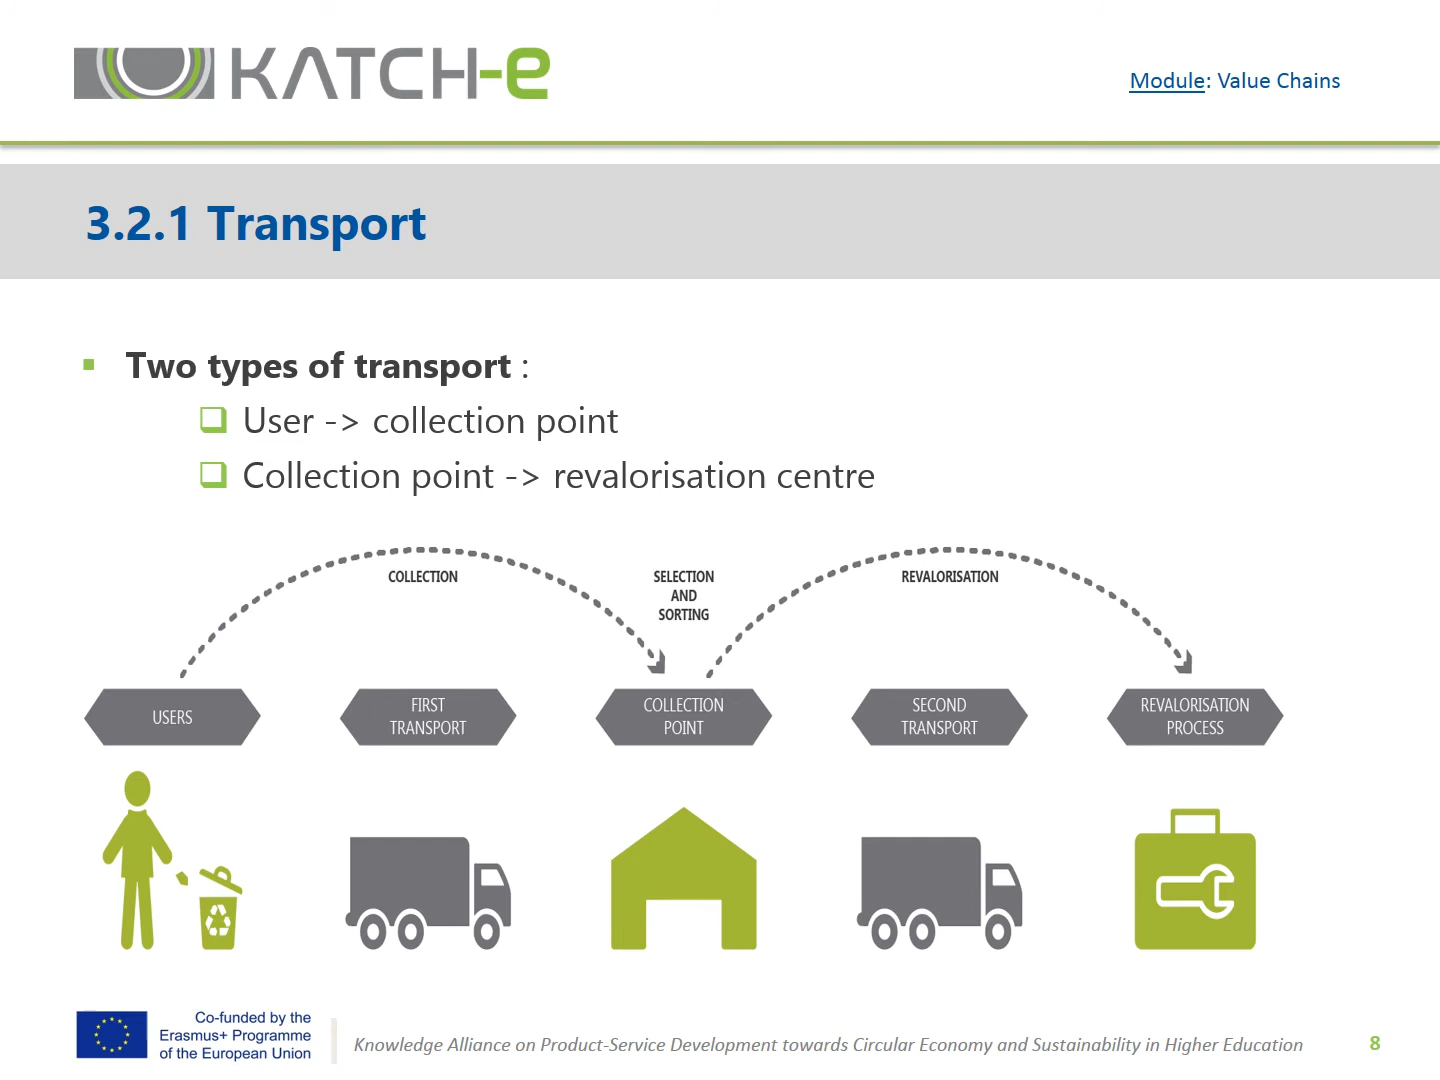 KATCH-e
Module: Value Chains
3.2.1 Transport
Two types of transport :
User -> collection point
Collection point -> revalorisation centre
COLLECTION
SELECTION
AND
SORTING
REVALORISATION
USERS
FIRST
TRANSPORT
COLLECTION
POINT
SECOND
TRANSPORT
REVALORISATION
PROCESS
Co-funded by the
Erasmus+ Programme
of the European Union
Knowledge Alliance on Product-Service Development towards Circular Economy and Sustainability in Higher Education
8